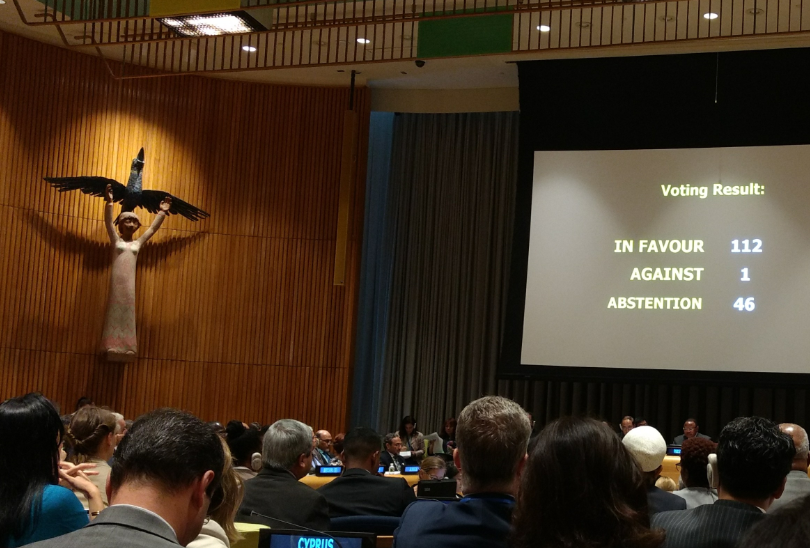 Voting Result:
IN FAVOUR 112
AGAINST 1
ABSTENTION 46
CYPRUS